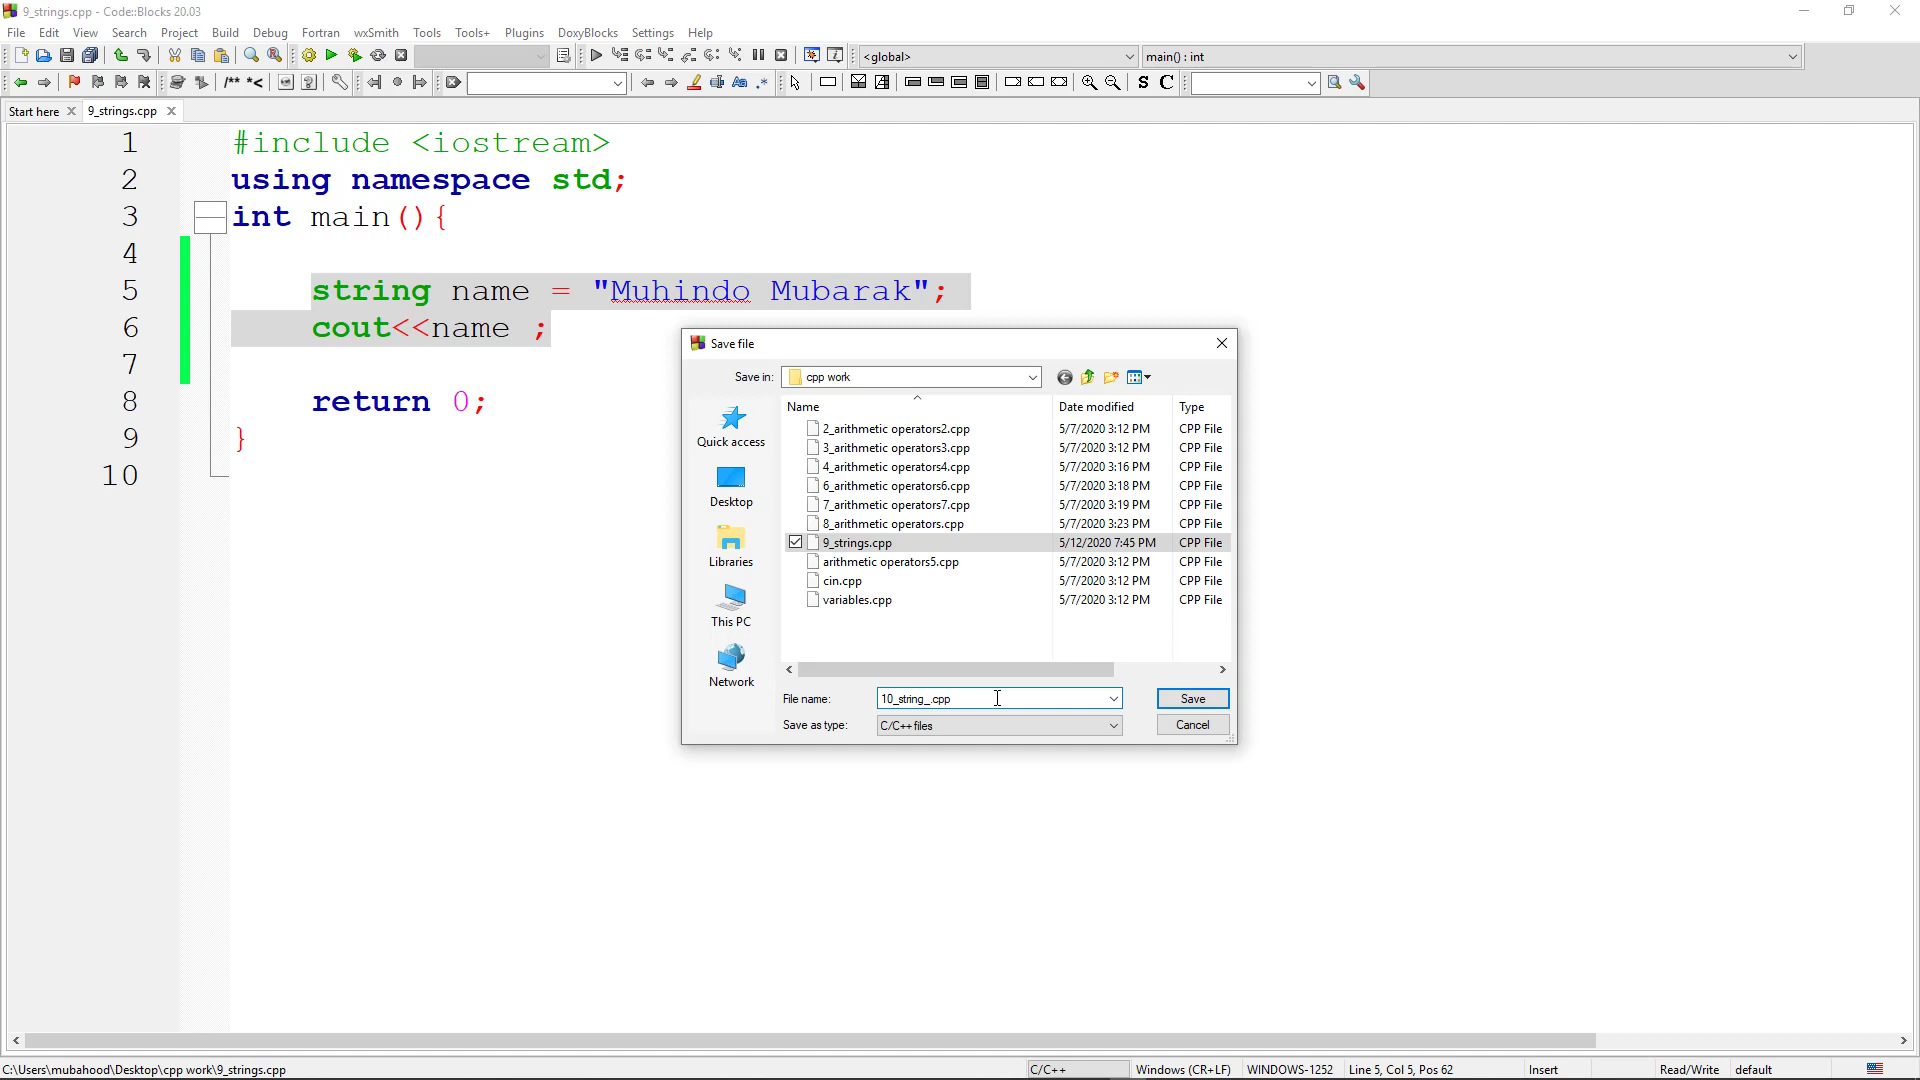 9_strings.cpp - Code::Blocks 20.03
File Edit View Search Project Build Debug Fortran wxSmith Tools Tools+ Plugins DoxyBlocks Settings Help
<global> main() : int
/** *< Aa .* S C
Start here 9_strings.cpp
1 #include <iostream>
2 using namespace std;
3 int main(){
4
5 string name = "Muhindo Mubarak";
6 cout<<name ;
7
8 return 0;
9 }
10
Save file
Save in: cpp work
Quick access
Desktop
Libraries
This PC
Network
Name Date modified Type
2_arithmetic operators2.cpp 5/7/2020 3:12 PM CPP File
3_arithmetic operators3.cpp 5/7/2020 3:12 PM CPP File
4_arithmetic operators4.cpp 5/7/2020 3:16 PM CPP File
6_arithmetic operators6.cpp 5/7/2020 3:18 PM CPP File
7_arithmetic operators7.cpp 5/7/2020 3:19 PM CPP File
8_arithmetic operators.cpp 5/7/2020 3:23 PM CPP File
9_strings.cpp 5/12/2020 7:45 PM CPP File
arithmetic operators5.cpp 5/7/2020 3:12 PM CPP File
cin.cpp 5/7/2020 3:12 PM CPP File
variables.cpp 5/7/2020 3:12 PM CPP File
File name: 10_string_.cpp Save
Save as type: C/C++ files Cancel
C:\Users\mubahood\Desktop\cpp work\9_strings.cpp C/C++ Windows (CR+LF) WINDOWS-1252 Line 5, Col 5, Pos 62 Insert Read/Write default